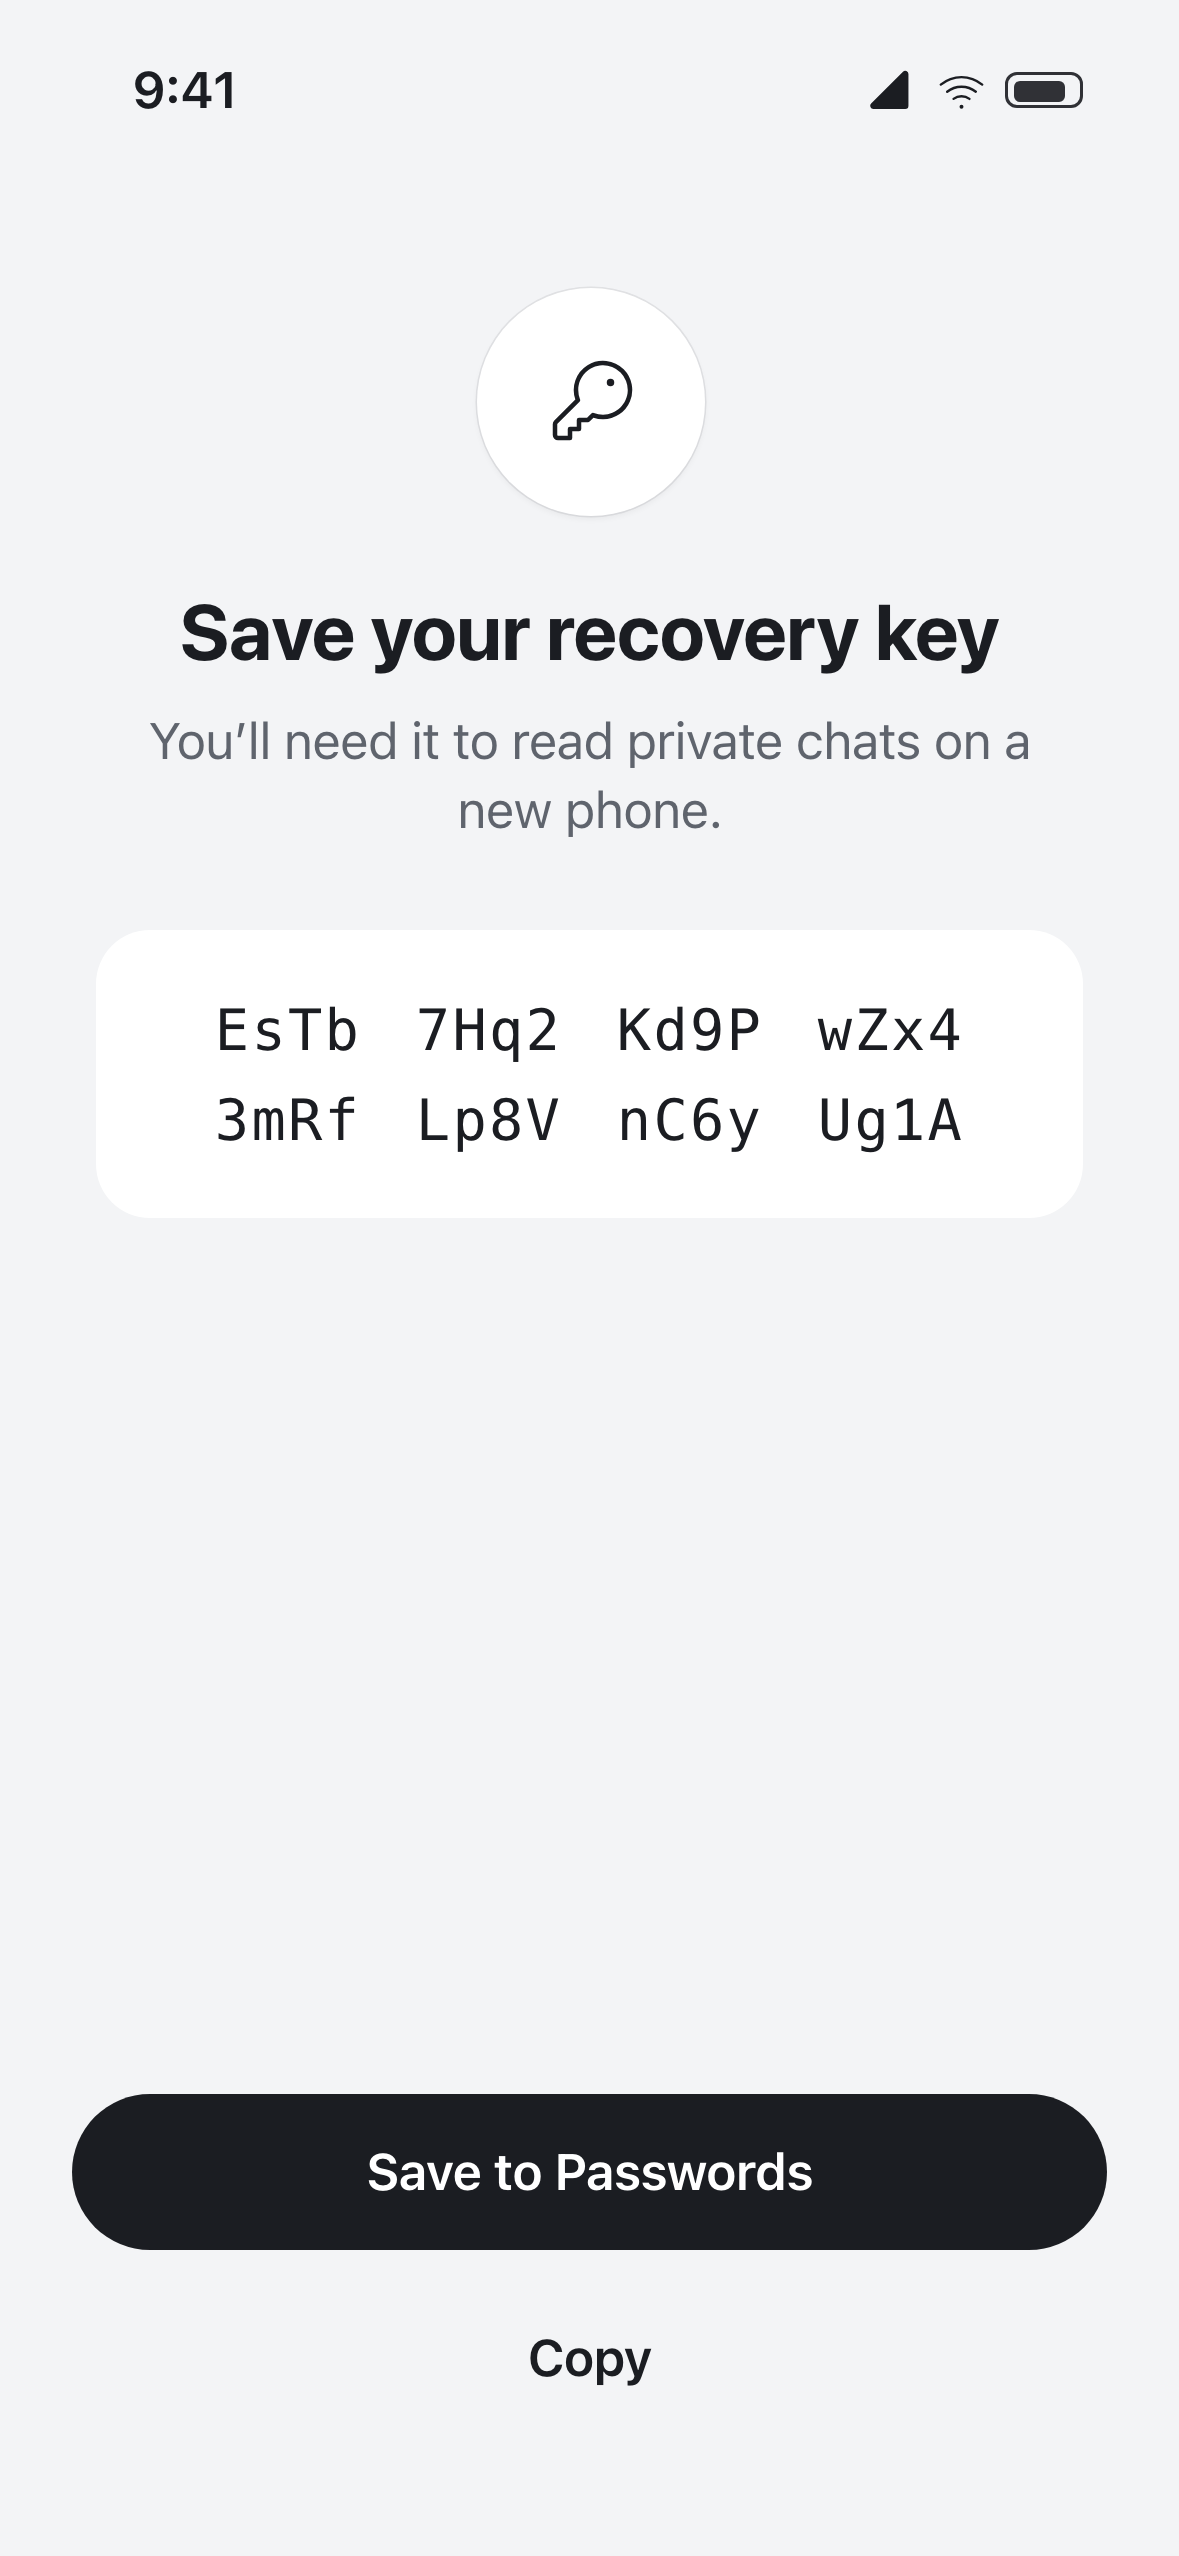 9:41
Save your recovery key
You’ll need it to read private chats on a
new phone.
EsTb 7Hq2 Kd9P wZx4
3mRf Lp8V nC6y Ug1A
Save to Passwords
Copy